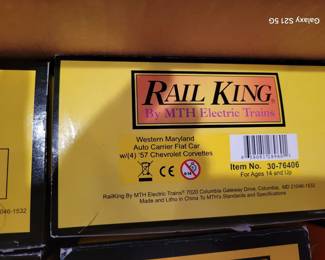 Galaxy S21 5G
RAIL KING®
By MTH Electric Trains
Western Maryland
Auto Carrier Flat Car
w/(4) '57 Chevrolet Corvettes
Item No. 30-76406
For Ages 14 and Up
RailKing By MTH Electric Trains® 7020 Columbia Gateway Drive, Columbia, MD 21046-1532
Made and Litho in China To MTH's Standards and Specifications
21046-1532